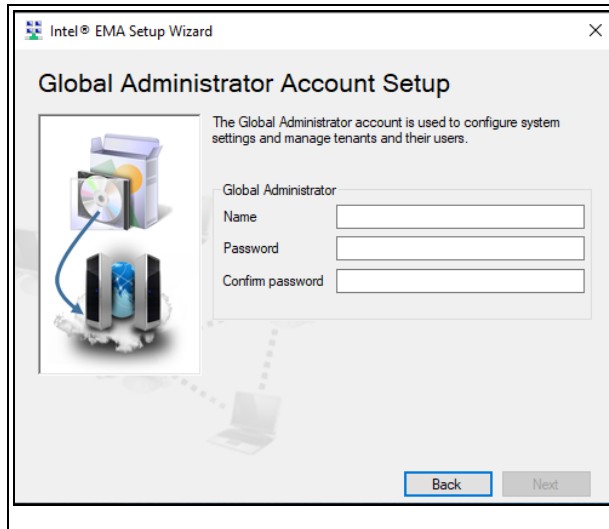 Intel® EMA Setup Wizard
Global Administrator Account Setup
The Global Administrator account is used to configure system
settings and manage tenants and their users.
Global Administrator
Name
Password
Confirm password
Back
Next